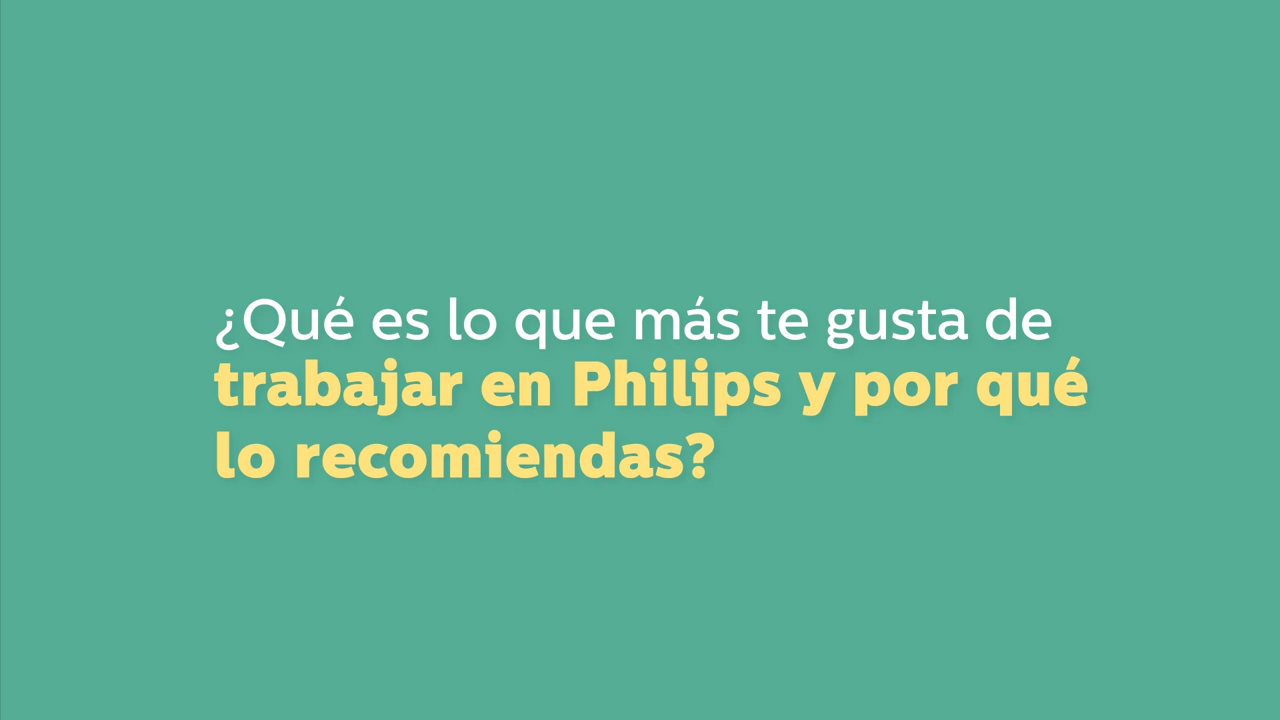 ¿Qué es lo que más te gusta de
trabajar en Philips y por qué
lo recomiendas?